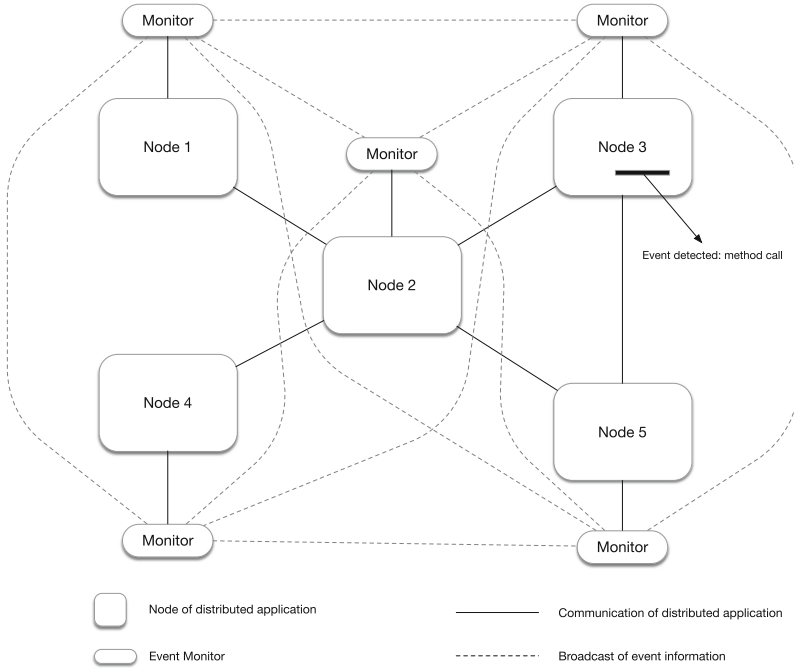 Monitor
Monitor
Node 1
Monitor
Node 3
Event detected: method call
Node 2
Node 4
Node 5
Monitor
Monitor
Node of distributed application
Communication of distributed application
Event Monitor
Broadcast of event information